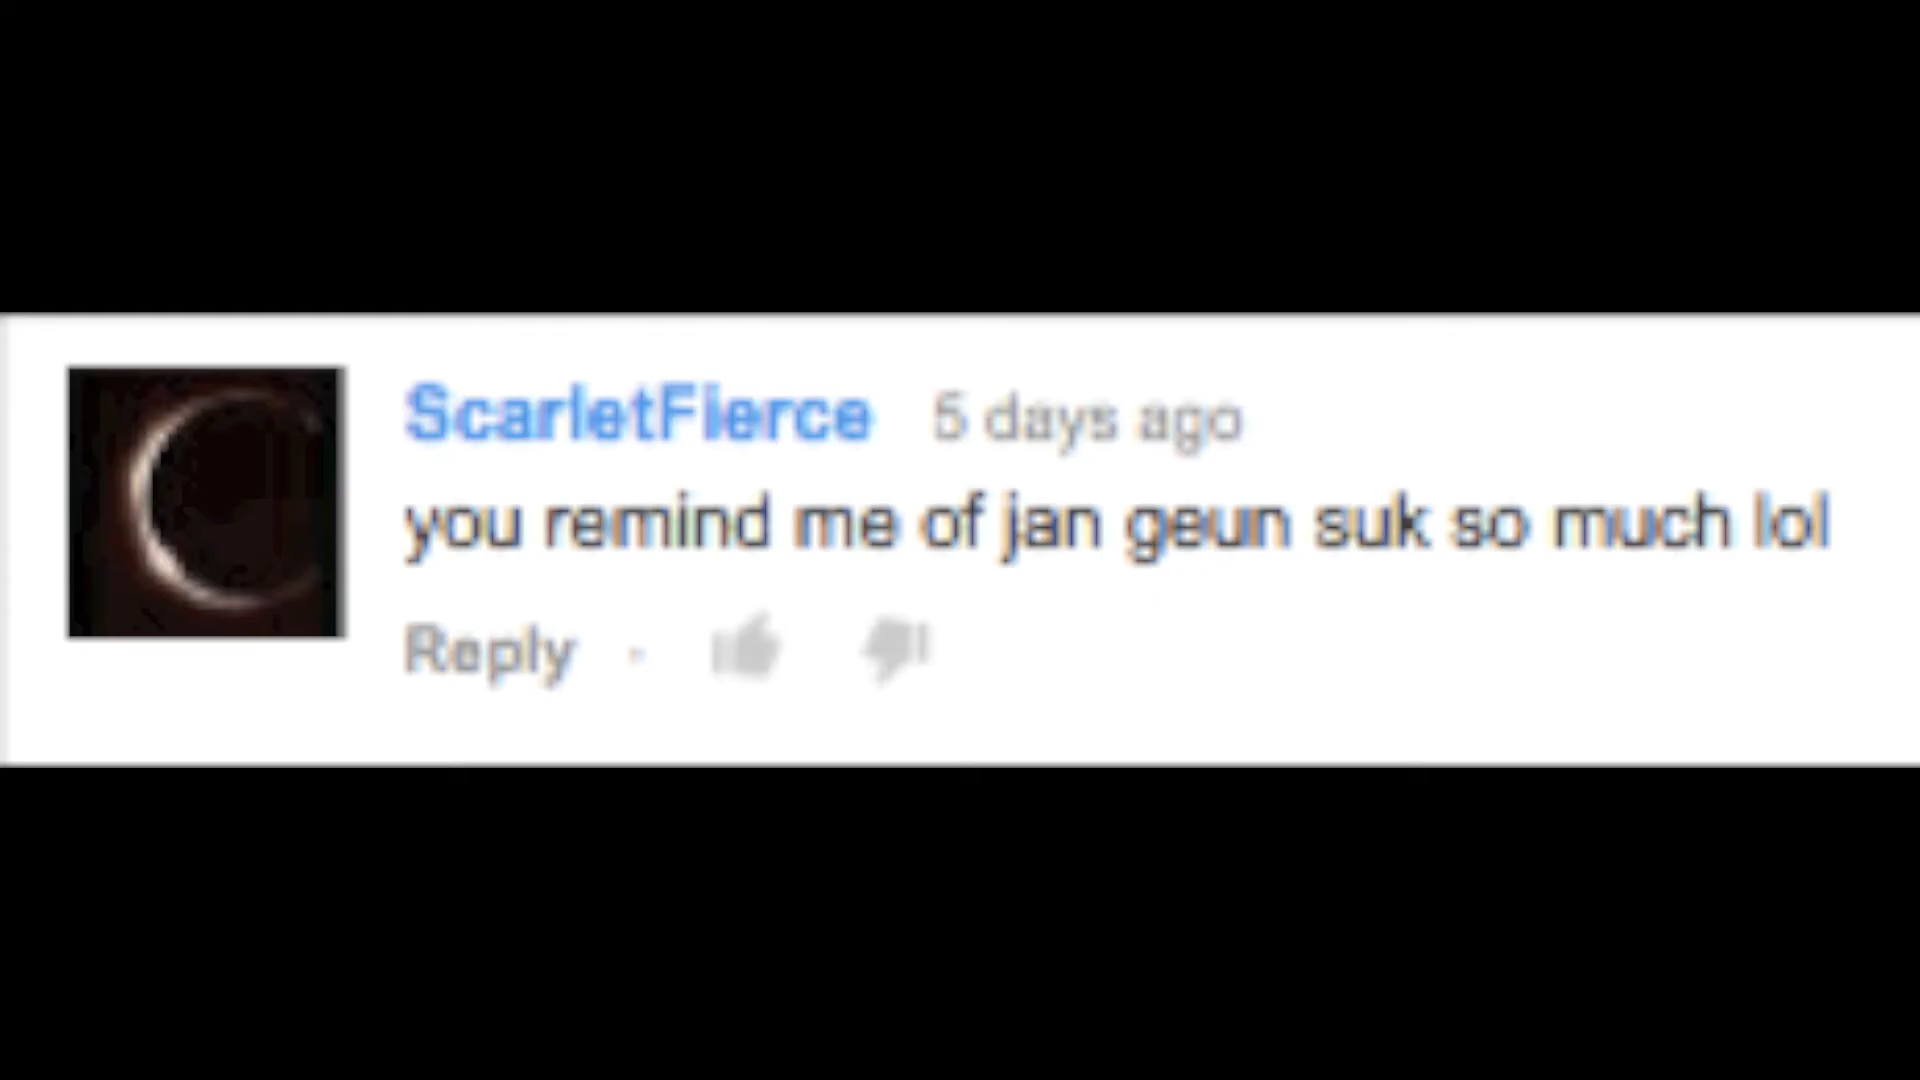 ScarletFierce 5 days ago
you remind me of jan geun suk so much lol
Reply ·